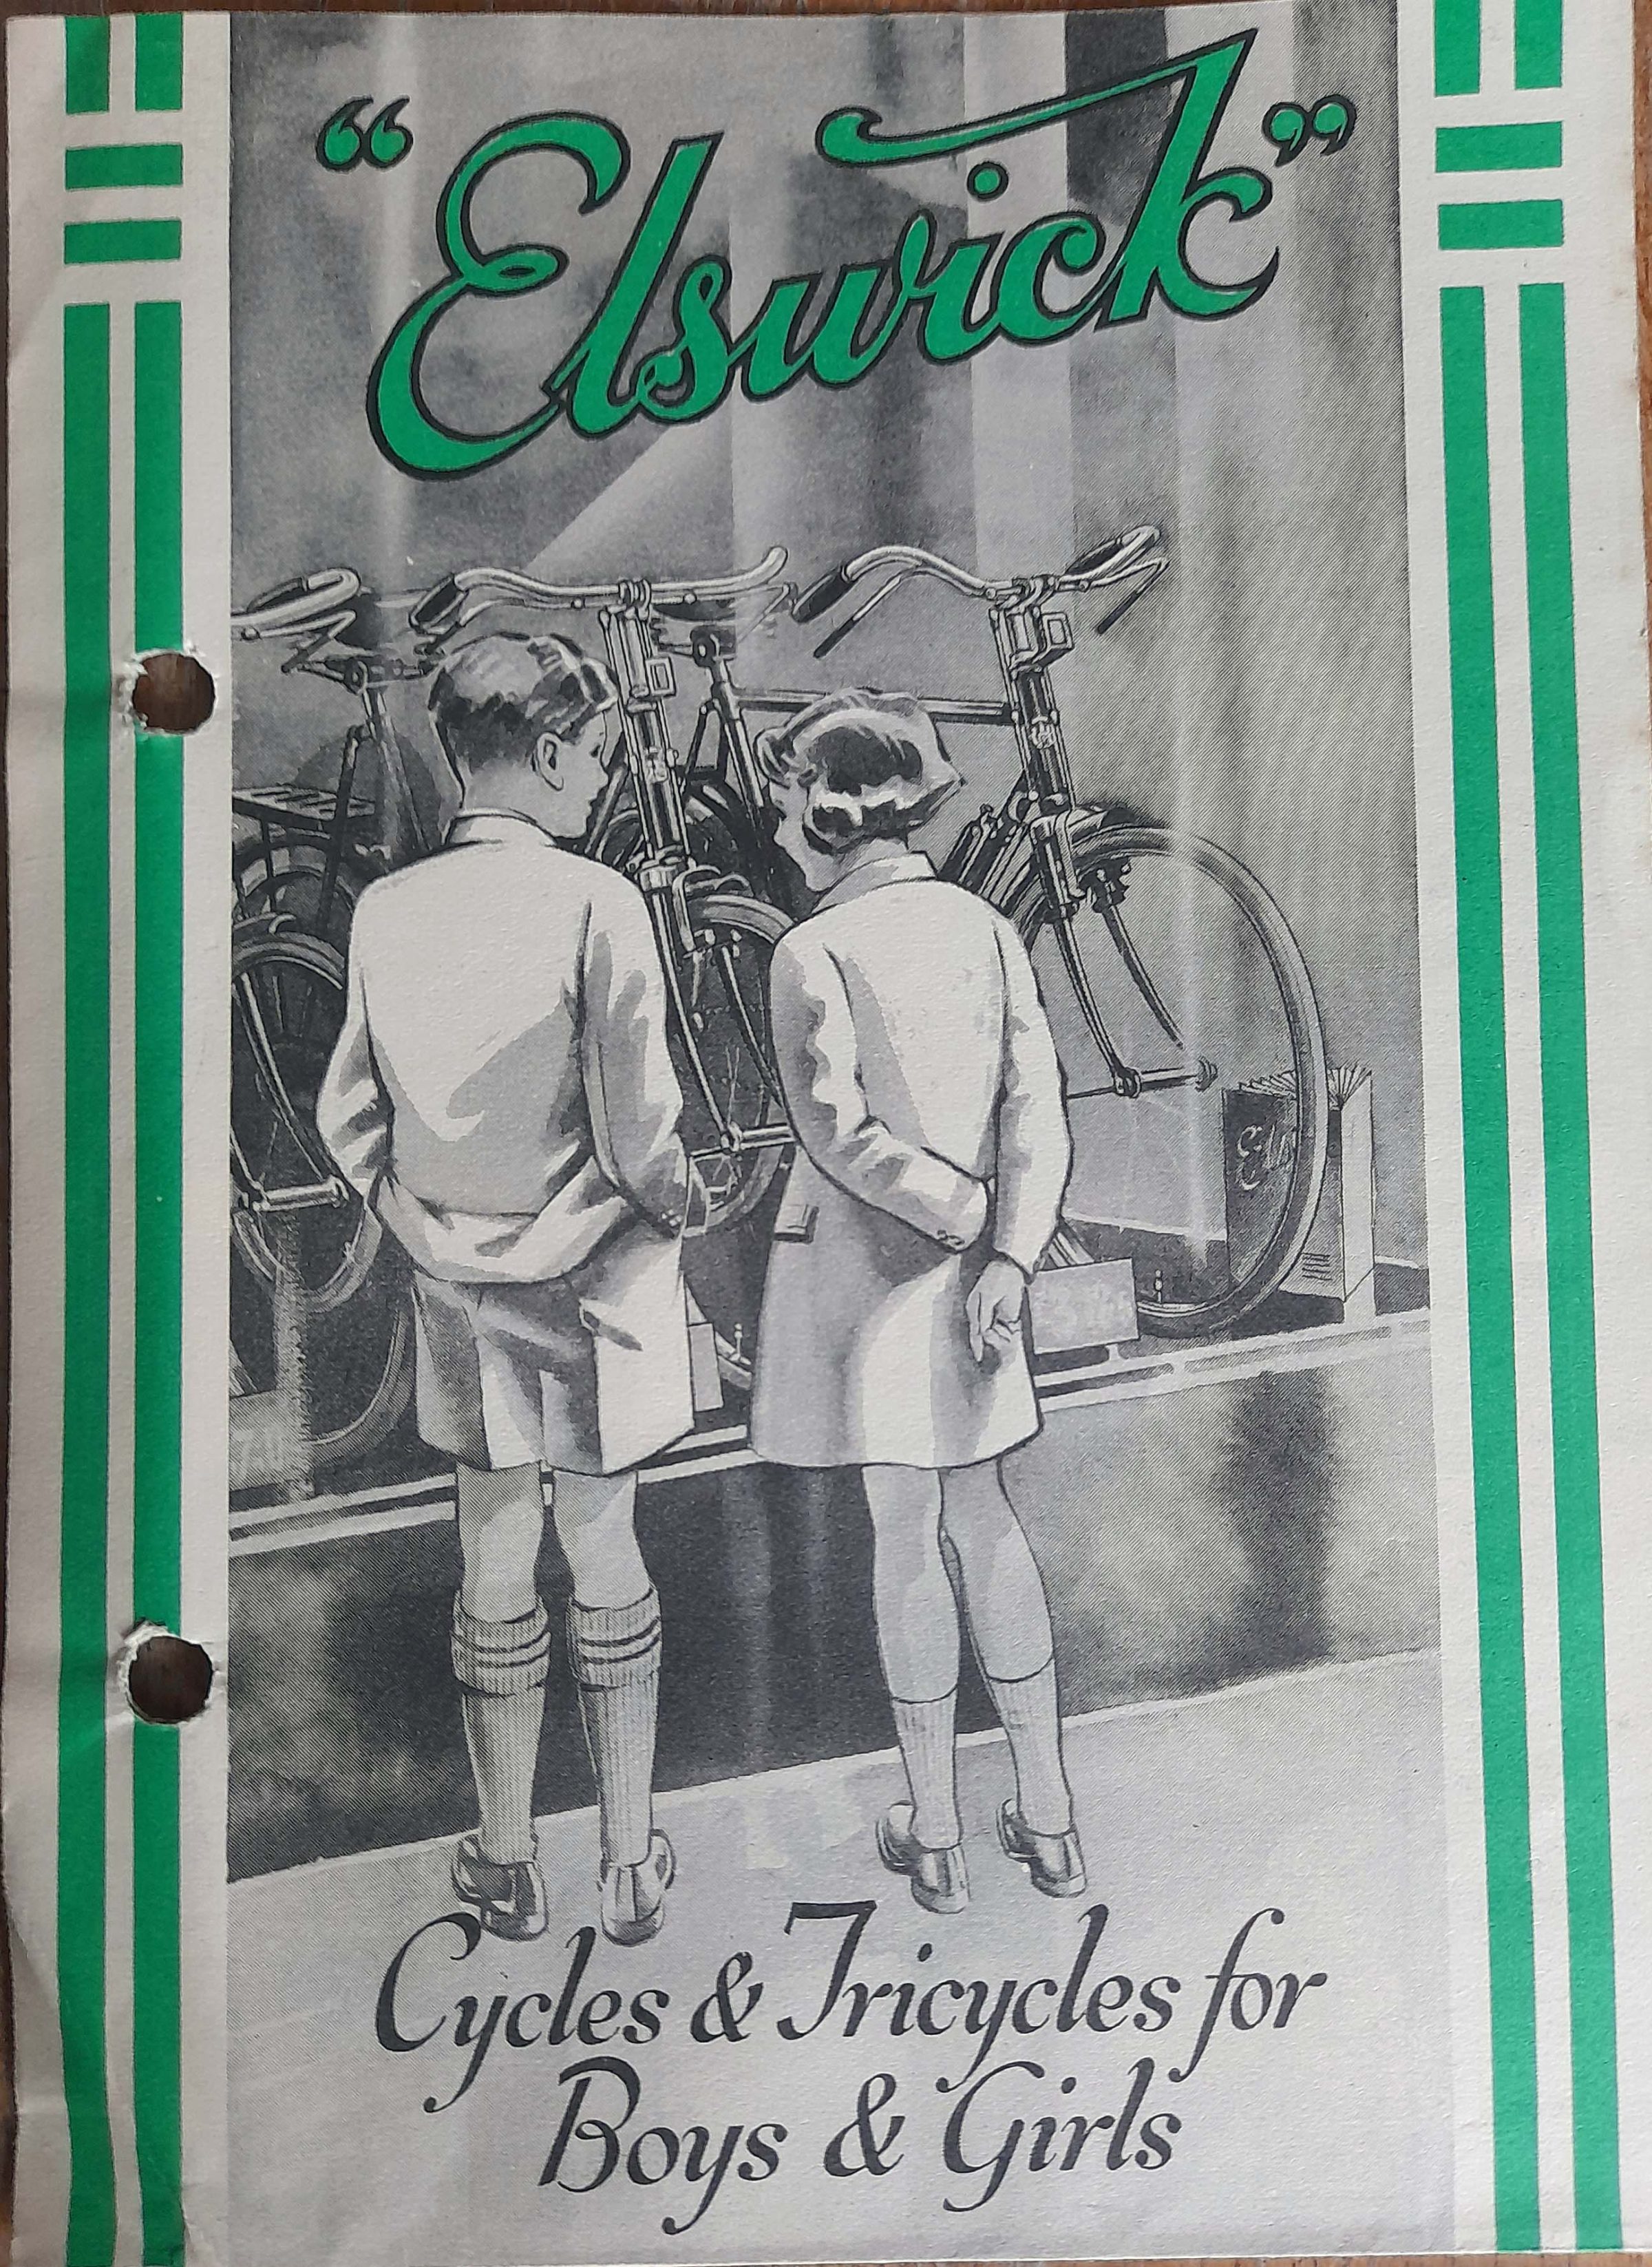 “Elswick”
Cycles & Tricycles for
Boys & Girls